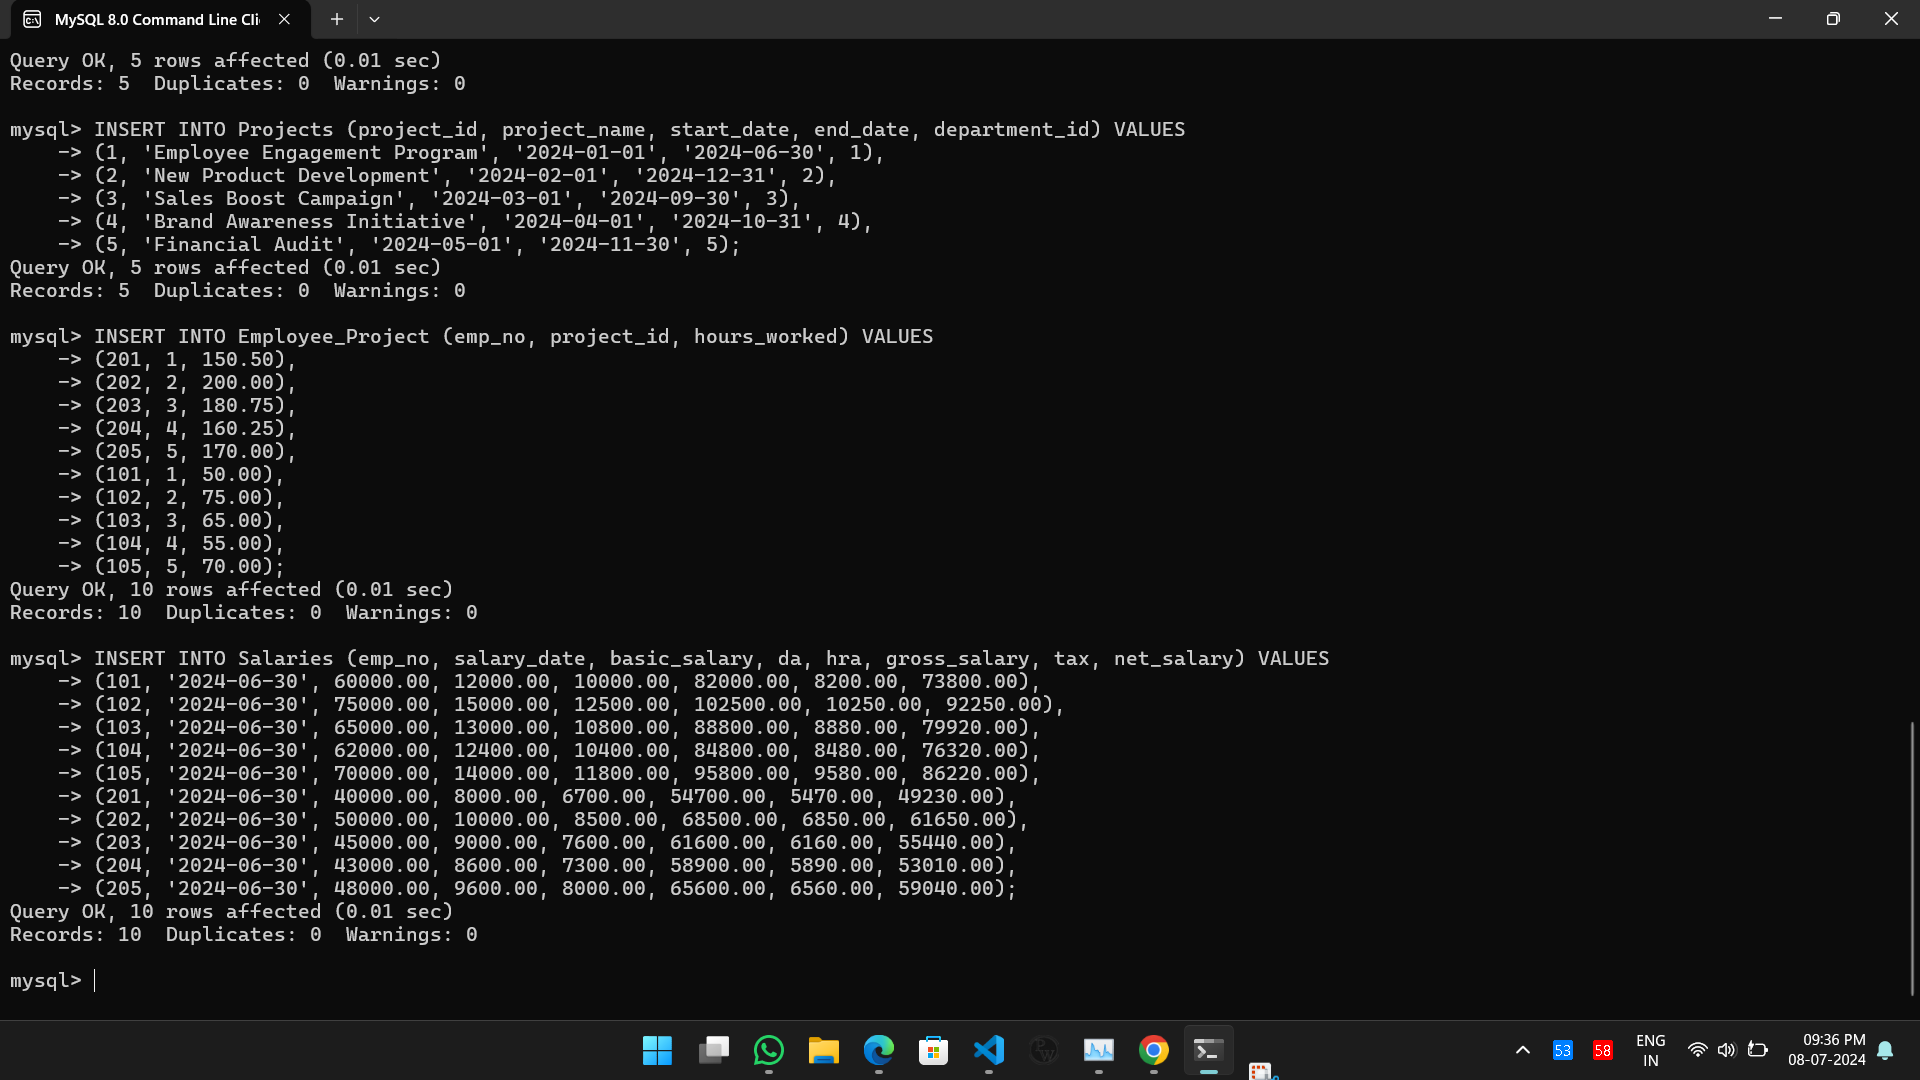 MySQL 8.0 Command Line Cli
Query OK, 5 rows affected (0.01 sec)
Records: 5  Duplicates: 0  Warnings: 0
mysql> INSERT INTO Projects (project_id, project_name, start_date, end_date, department_id) VALUES
    -> (1, 'Employee Engagement Program', '2024-01-01', '2024-06-30', 1),
    -> (2, 'New Product Development', '2024-02-01', '2024-12-31', 2),
    -> (3, 'Sales Boost Campaign', '2024-03-01', '2024-09-30', 3),
    -> (4, 'Brand Awareness Initiative', '2024-04-01', '2024-10-31', 4),
    -> (5, 'Financial Audit', '2024-05-01', '2024-11-30', 5);
Query OK, 5 rows affected (0.01 sec)
Records: 5  Duplicates: 0  Warnings: 0
mysql> INSERT INTO Employee_Project (emp_no, project_id, hours_worked) VALUES
    -> (201, 1, 150.50),
    -> (202, 2, 200.00),
    -> (203, 3, 180.75),
    -> (204, 4, 160.25),
    -> (205, 5, 170.00),
    -> (101, 1, 50.00),
    -> (102, 2, 75.00),
    -> (103, 3, 65.00),
    -> (104, 4, 55.00),
    -> (105, 5, 70.00);
Query OK, 10 rows affected (0.01 sec)
Records: 10  Duplicates: 0  Warnings: 0
mysql> INSERT INTO Salaries (emp_no, salary_date, basic_salary, da, hra, gross_salary, tax, net_salary) VALUES
    -> (101, '2024-06-30', 60000.00, 12000.00, 10000.00, 82000.00, 8200.00, 73800.00),
    -> (102, '2024-06-30', 75000.00, 15000.00, 12500.00, 102500.00, 10250.00, 92250.00),
    -> (103, '2024-06-30', 65000.00, 13000.00, 10800.00, 88800.00, 8880.00, 79920.00),
    -> (104, '2024-06-30', 62000.00, 12400.00, 10400.00, 84800.00, 8480.00, 76320.00),
    -> (105, '2024-06-30', 70000.00, 14000.00, 11800.00, 95800.00, 9580.00, 86220.00),
    -> (201, '2024-06-30', 40000.00, 8000.00, 6700.00, 54700.00, 5470.00, 49230.00),
    -> (202, '2024-06-30', 50000.00, 10000.00, 8500.00, 68500.00, 6850.00, 61650.00),
    -> (203, '2024-06-30', 45000.00, 9000.00, 7600.00, 61600.00, 6160.00, 55440.00),
    -> (204, '2024-06-30', 43000.00, 8600.00, 7300.00, 58900.00, 5890.00, 53010.00),
    -> (205, '2024-06-30', 48000.00, 9600.00, 8000.00, 65600.00, 6560.00, 59040.00);
Query OK, 10 rows affected (0.01 sec)
Records: 10  Duplicates: 0  Warnings: 0
mysql>
53
58
ENG
IN
09:36 PM
08-07-2024